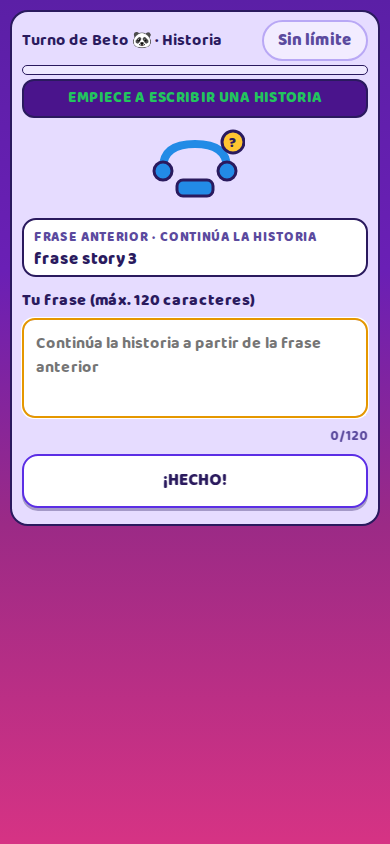 Turno de Beto 🐼 · Historia
Sin límite
EMPIECE A ESCRIBIR UNA HISTORIA
?
FRASE ANTERIOR · CONTINÚA LA HISTORIA
frase story 3
Tu frase (máx. 120 caracteres)
Continúa la historia a partir de la frase
anterior
0/120
¡HECHO!